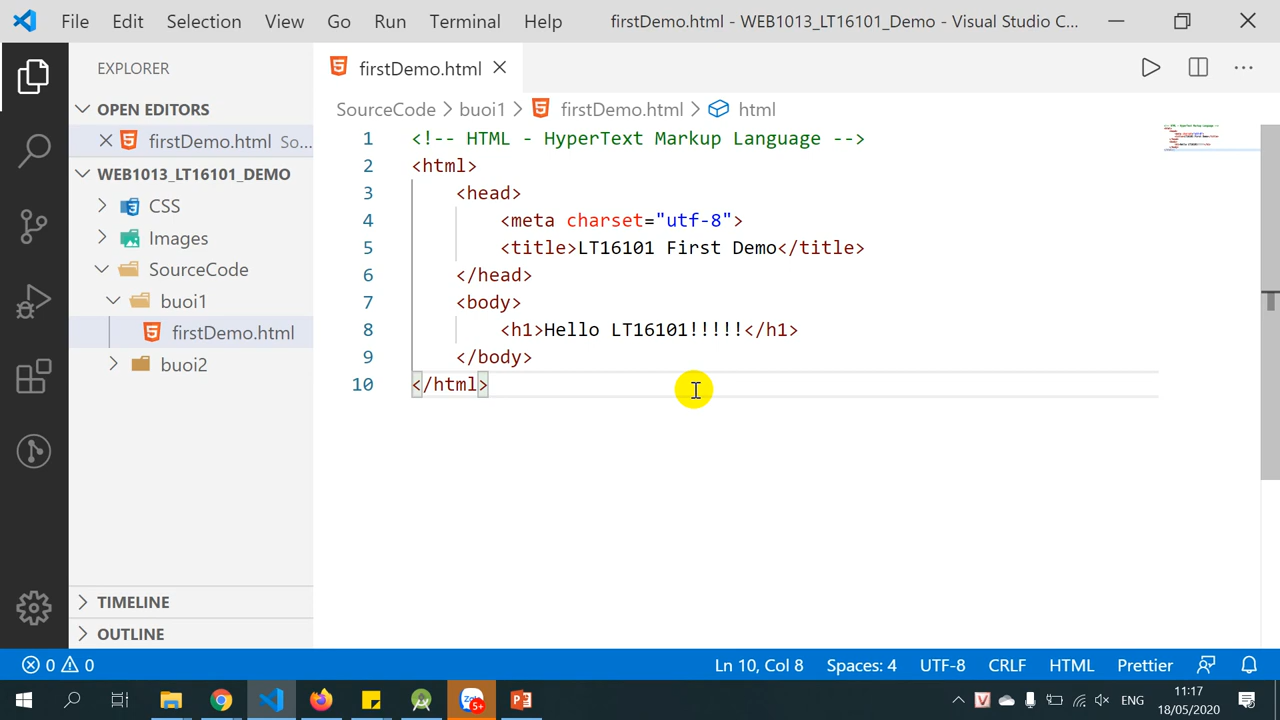 File Edit Selection View Go Run Terminal Help firstDemo.html - WEB1013_LT16101_Demo - Visual Studio C...
EXPLORER
OPEN EDITORS
firstDemo.html So...
WEB1013_LT16101_DEMO
CSS
Images
SourceCode
buoi1
firstDemo.html
buoi2
TIMELINE
OUTLINE
firstDemo.html
SourceCode > buoi1 > firstDemo.html > html
1 <!-- HTML - HyperText Markup Language -->
2 <html>
3 <head>
4 <meta charset="utf-8">
5 <title>LT16101 First Demo</title>
6 </head>
7 <body>
8 <h1>Hello LT16101!!!!!</h1>
9 </body>
10 </html>
0 0 Ln 10, Col 8 Spaces: 4 UTF-8 CRLF HTML Prettier
Zalo 5+ ENG 11:17
18/05/2020